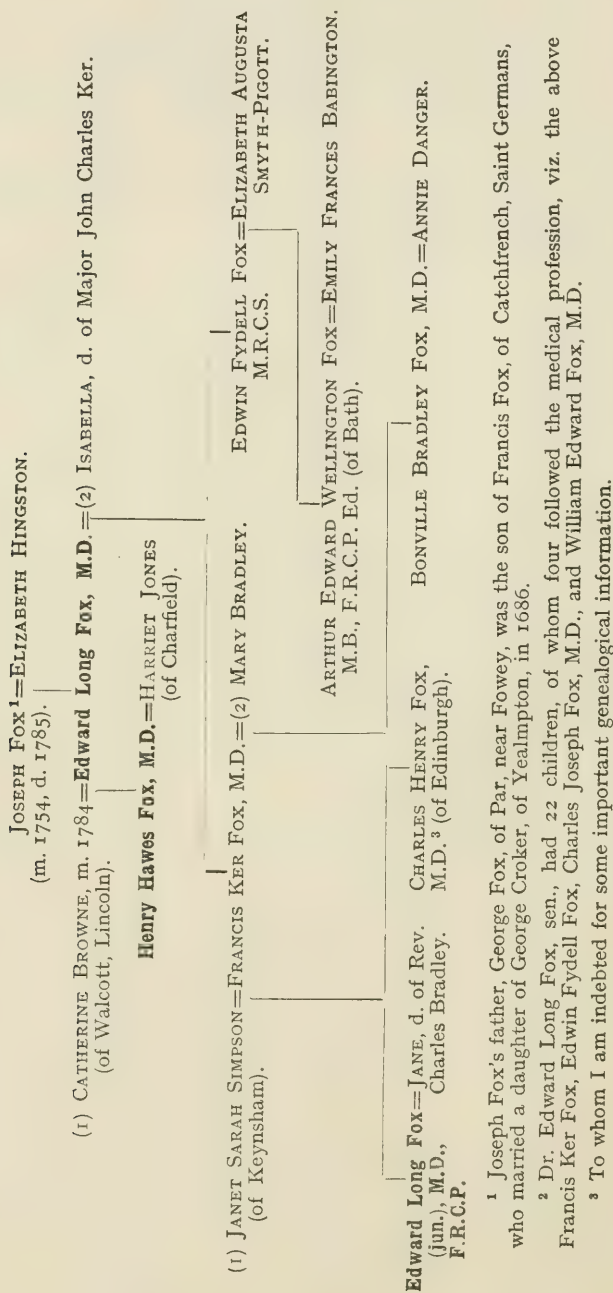 JOSEPH FOX¹=ELIZABETH HINGSTON.
(m. 1754, d. 1785).
(1) CATHERINE BROWNE, m. 1784=Edward Long Fox, M.D.=(2) ISABELLA, d. of Major John Charles Ker.
(of Walcott, Lincoln).
Henry Hawes Fox, M.D.=HARRIET JONES
(of Charfield).
(1) JANET SARAH SIMPSON=FRANCIS KER FOX, M.D.=(2) MARY BRADLEY.
(of Keynsham).
EDWIN FYDELL FOX=ELIZABETH AUGUSTA
M.R.C.S. SMYTH-PIGOTT.
ARTHUR EDWARD WELLINGTON FOX=EMILY FRANCES BABINGTON.
M.B., F.R.C.P. Ed. (of Bath).
Edward Long Fox=JANE, d. of Rev.
(jun.), M.D., Charles Bradley.
F.R.C.P.
CHARLES HENRY FOX,
M.D.³ (of Edinburgh).
BONVILLE BRADLEY FOX, M.D.=ANNIE DANGER.
¹ Joseph Fox's father, George Fox, of Par, near Fowey, was the son of Francis Fox, of Catchfrench, Saint Germans,
who married a daughter of George Croker, of Yealmpton, in 1686.
² Dr. Edward Long Fox, sen., had 22 children, of whom four followed the medical profession, viz. the above
Francis Ker Fox, Edwin Fydell Fox, Charles Joseph Fox, M.D., and William Edward Fox, M.D.
³ To whom I am indebted for some important genealogical information.